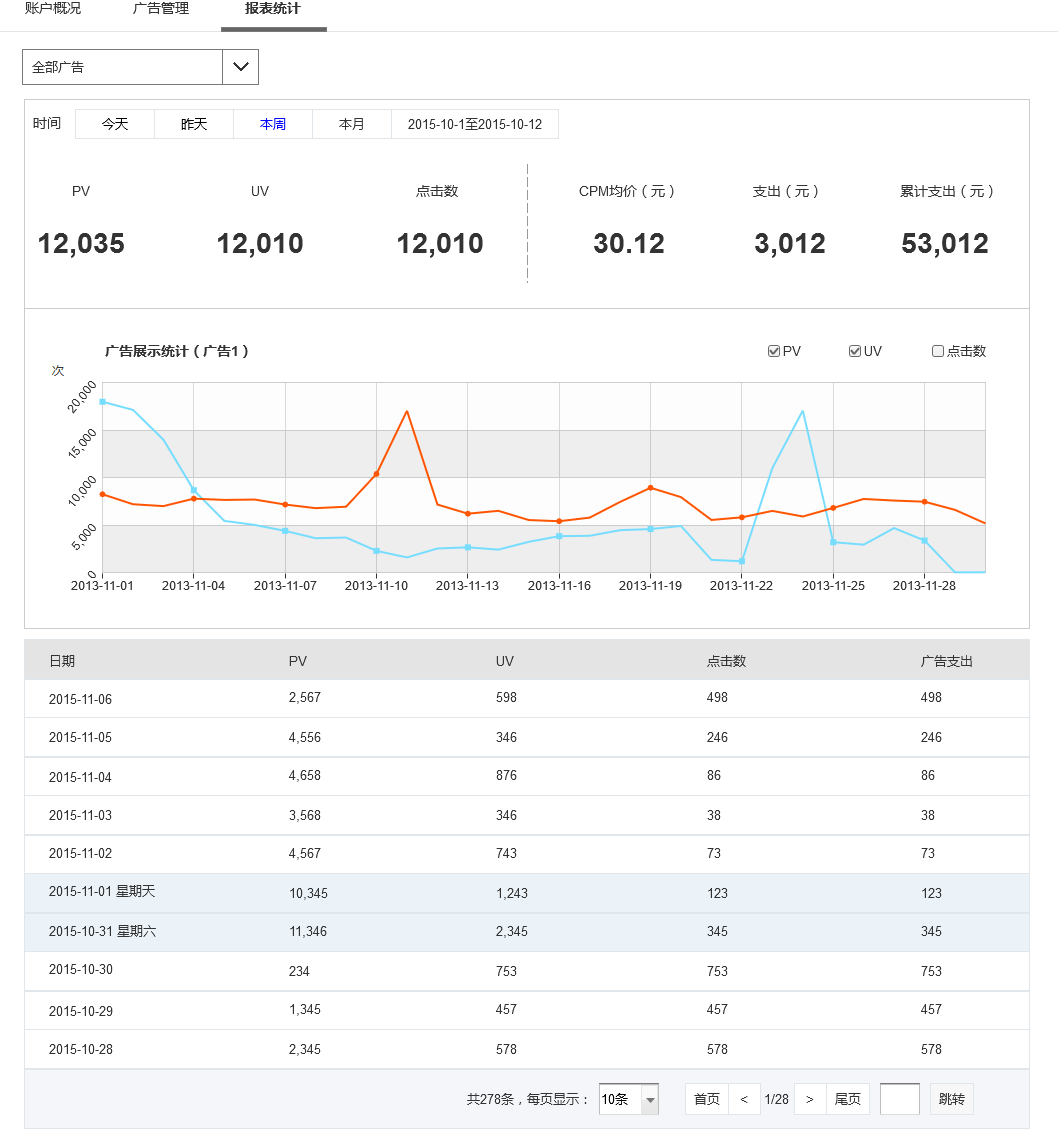 账户概况 广告管理 报表统计
全部广告
时间 今天 昨天 本周 本月 2015-10-1至2015-10-12
PV UV 点击数 CPM均价（元） 支出（元） 累计支出（元）
12,035 12,010 12,010 30.12 3,012 53,012
广告展示统计（广告1） PV UV 点击数
次
20,000
15,000
10,000
5,000
0
2013-11-01 2013-11-04 2013-11-07 2013-11-10 2013-11-13 2013-11-16 2013-11-19 2013-11-22 2013-11-25 2013-11-28
日期 PV UV 点击数 广告支出
2015-11-06 2,567 598 498 498
2015-11-05 4,556 346 246 246
2015-11-04 4,658 876 86 86
2015-11-03 3,568 346 38 38
2015-11-02 4,567 743 73 73
2015-11-01 星期天 10,345 1,243 123 123
2015-10-31 星期六 11,346 2,345 345 345
2015-10-30 234 753 753 753
2015-10-29 1,345 457 457 457
2015-10-28 2,345 578 578 578
共278条，每页显示： 10条 首页 < 1/28 > 尾页 跳转